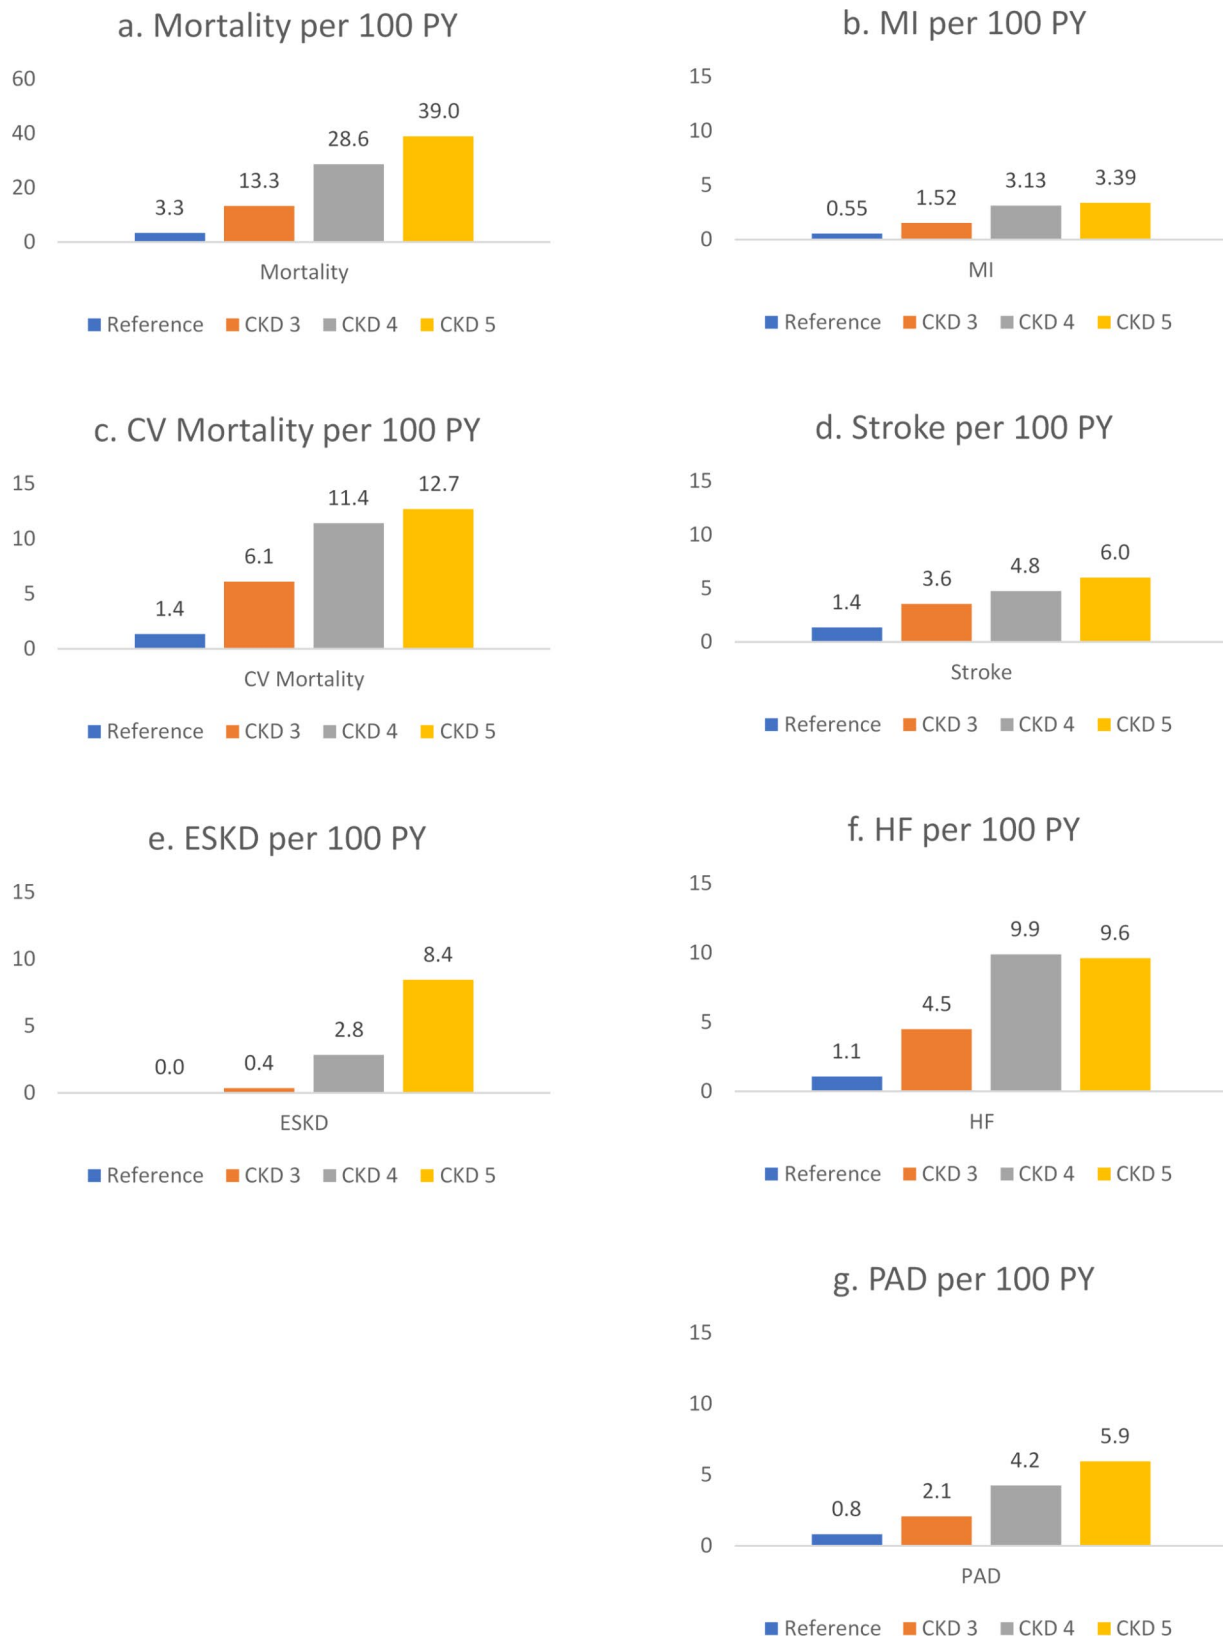 a. Mortality per 100 PY
60
40
20
0
3.3
13.3
28.6
39.0
Mortality
Reference CKD 3 CKD 4 CKD 5
b. MI per 100 PY
15
10
5
0
0.55
1.52
3.13
3.39
MI
Reference CKD 3 CKD 4 CKD 5
c. CV Mortality per 100 PY
15
10
5
0
1.4
6.1
11.4
12.7
CV Mortality
Reference CKD 3 CKD 4 CKD 5
d. Stroke per 100 PY
15
10
5
0
1.4
3.6
4.8
6.0
Stroke
Reference CKD 3 CKD 4 CKD 5
e. ESKD per 100 PY
15
10
5
0
0.0
0.4
2.8
8.4
ESKD
Reference CKD 3 CKD 4 CKD 5
f. HF per 100 PY
15
10
5
0
1.1
4.5
9.9
9.6
HF
Reference CKD 3 CKD 4 CKD 5
g. PAD per 100 PY
15
10
5
0
0.8
2.1
4.2
5.9
PAD
Reference CKD 3 CKD 4 CKD 5